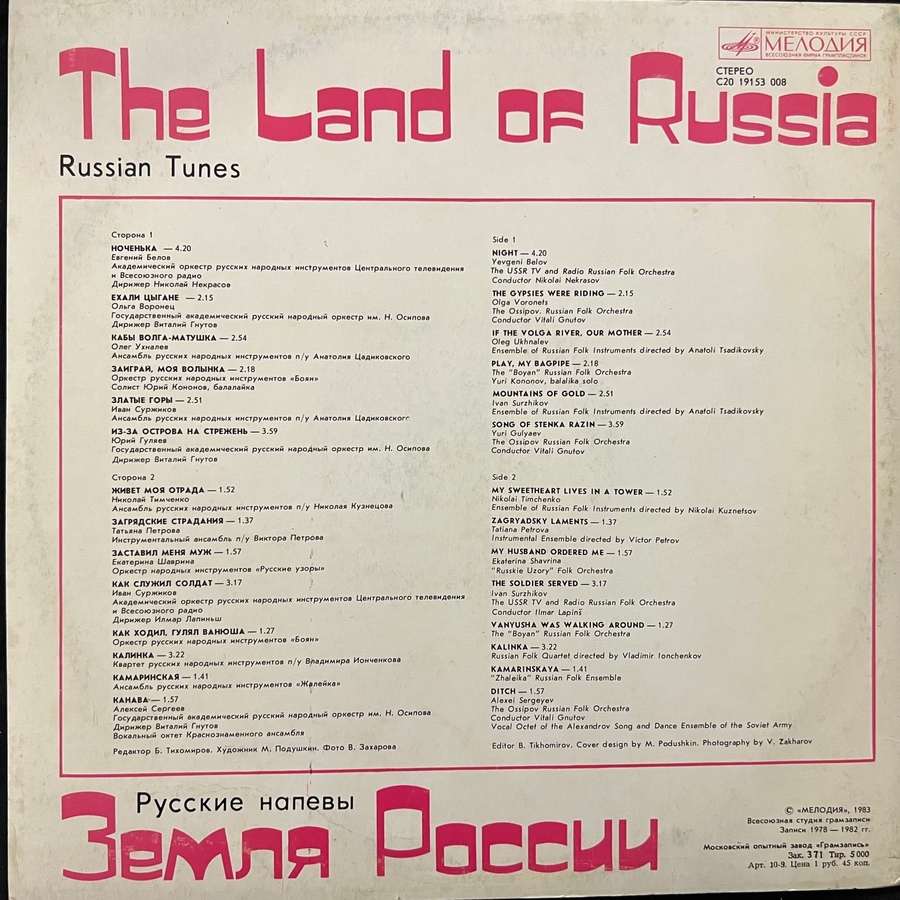 МИНИСТЕРСТВО КУЛЬТУРЫ СССР
МЕЛОДИЯ
ВСЕСОЮЗНАЯ ФИРМА ГРАМПЛАСТИНОК
СТЕРЕО
С20 19153 008
The Land of Russia
Russian Tunes
Сторона 1
НОЧЕНЬКА — 4.20
Евгений Белов
Академический оркестр русских народных инструментов Центрального телевидения
и Всесоюзного радио
Дирижер Николай Некрасов
ЕХАЛИ ЦЫГАНЕ — 2.15
Ольга Воронец
Государственный академический русский народный оркестр им. Н. Осипова
Дирижер Виталий Гнутов
КАБЫ ВОЛГА-МАТУШКА — 2.54
Олег Ухналев
Ансамбль русских народных инструментов п/у Анатолия Цадиковского
ЗАИГРАЙ, МОЯ ВОЛЫНКА — 2.18
Оркестр русских народных инструментов «Боян»
Солист Юрий Кононов, балалайка
ЗЛАТЫЕ ГОРЫ — 2.51
Иван Суржиков
Ансамбль русских народных инструментов п/у Анатолия Цадиковского
ИЗ-ЗА ОСТРОВА НА СТРЕЖЕНЬ — 3.59
Юрий Гуляев
Государственный академический русский народный оркестр им. Н. Осипова
Дирижер Виталий Гнутов
Сторона 2
ЖИВЕТ МОЯ ОТРАДА — 1.52
Николай Тимченко
Ансамбль русских народных инструментов п/у Николая Кузнецова
ЗАГРЯДСКИЕ СТРАДАНИЯ — 1.37
Татьяна Петрова
Инструментальный ансамбль п/у Виктора Петрова
ЗАСТАВИЛ МЕНЯ МУЖ — 1.57
Екатерина Шаврина
Оркестр народных инструментов «Русские узоры»
КАК СЛУЖИЛ СОЛДАТ — 3.17
Иван Суржиков
Академический оркестр русских народных инструментов Центрального телевидения
и Всесоюзного радио
Дирижер Илмар Лапиньш
КАК ХОДИЛ, ГУЛЯЛ ВАНЮША — 1.27
Оркестр русских народных инструментов «Боян»
КАЛИНКА — 3.22
Квартет русских народных инструментов п/у Владимира Ионченкова
КАМАРИНСКАЯ — 1.41
Ансамбль русских народных инструментов «Жалейка»
КАНАВА — 1.57
Алексей Сергеев
Государственный академический русский народный оркестр им. Н. Осипова
Дирижер Виталий Гнутов
Вокальный октет Краснознаменного ансамбля
Редактор Б. Тихомиров. Художник М. Подушкин. Фото В. Захарова
Side 1
NIGHT — 4.20
Yevgeni Belov
The USSR TV and Radio Russian Folk Orchestra
Conductor Nikolai Nekrasov
THE GYPSIES WERE RIDING — 2.15
Olga Voronets
The Ossipov. Russian Folk Orchestra
Conductor Vitali Gnutov
IF THE VOLGA RIVER, OUR MOTHER — 2.54
Oleg Ukhnalev
Ensemble of Russian Folk Instruments directed by Anatoli Tsadikovsky
PLAY, MY BAGPIPE — 2.18
The "Boyan" Russian Folk Orchestra
Yuri Kononov, balalika solo
MOUNTAINS OF GOLD — 2.51
Ivan Surzhikov
Ensemble of Russian Folk Instruments directed by Anatoli Tsadikovsky
SONG OF STENKA RAZIN — 3.59
Yuri Gulyaev
The Ossipov Russian Folk Orchestra
Conductor Vitali Gnutov
Side 2
MY SWEETHEART LIVES IN A TOWER — 1.52
Nikolai Timchenko
Ensemble of Russian Folk Instruments directed by Nikolai Kuznetsov
ZAGRYADSKY LAMENTS — 1.37
Tatiana Petrova
Instrumental Ensemble directed by Victor Petrov
MY HUSBAND ORDERED ME — 1.57
Ekaterina Shavrina
"Russkie Uzory" Folk Orchestra
THE SOLDIER SERVED — 3.17
Ivan Surzhikov
The USSR TV and Radio Russian Folk Orchestra
Conductor Ilmar Lapinš
VANYUSHA WAS WALKING AROUND — 1.27
The "Boyan" Russian Folk Orchestra
KALINKA — 3.22
Russian Folk Quartet directed by Vladimir Ionchenkov
KAMARINSKAYA — 1.41
"Zhaleika" Russian Folk Ensemble
DITCH — 1.57
Alexei Sergeyev
The Ossipov Russian Folk Orchestra
Conductor Vitali Gnutov
Vocal Octet of the Alexandrov Song and Dance Ensemble of the Soviet Army
Editor B. Tikhomirov. Cover design by M. Podushkin. Photography by V. Zakharov
Русские напевы
Земля России
© «МЕЛОДИЯ», 1983
Всесоюзная студия грамзаписи
Записи 1978 — 1982 гг.
Московский опытный завод «Грамзапись»
Зак. 371 Тир. 5 000
Арт. 10-9. Цена 1 руб. 45 коп.